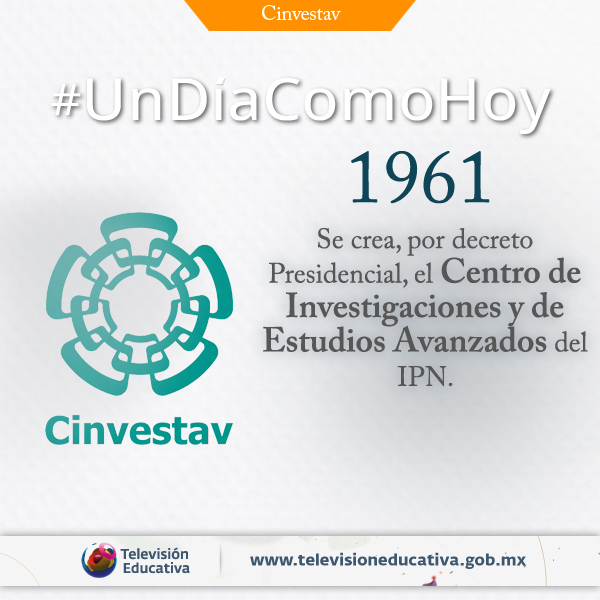 Cinvestav
#UnDiaComoHoy
1961
Se crea, por decreto
Presidencial, el Centro de
Investigaciones y de
Estudios Avanzados del
IPN.
Cinvestav
Televisión
Educativa
www.televisioneducativa.gob.mx